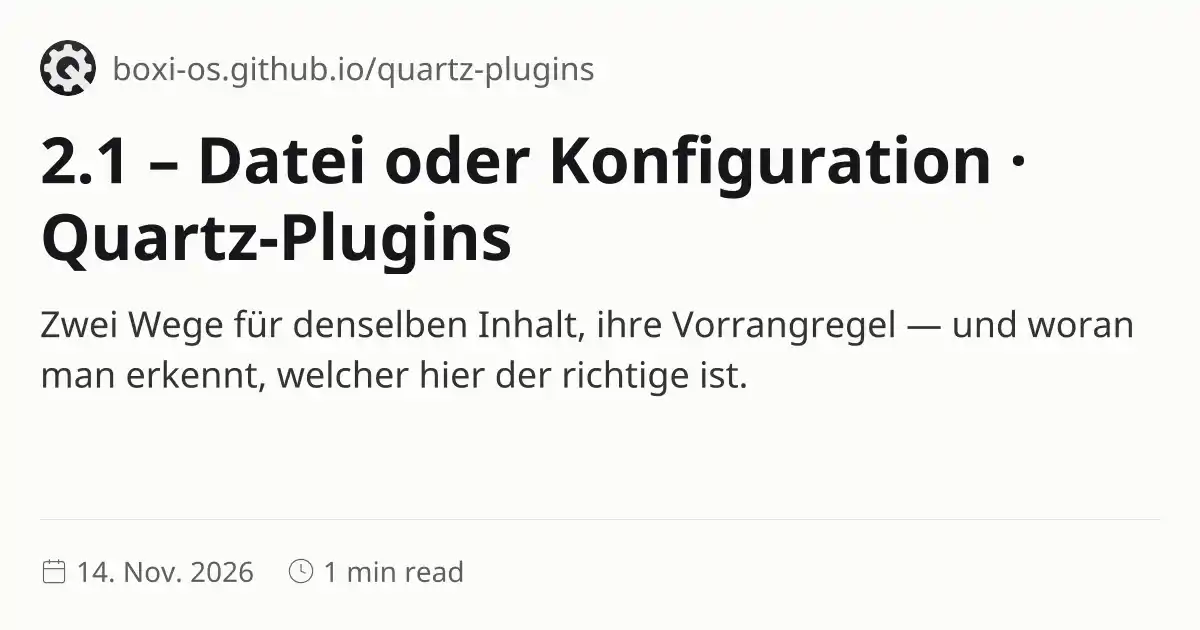 boxi-os.github.io/quartz-plugins
2.1 – Datei oder Konfiguration ·
Quartz-Plugins
Zwei Wege für denselben Inhalt, ihre Vorrangregel — und woran
man erkennt, welcher hier der richtige ist.
14. Nov. 2026 1 min read